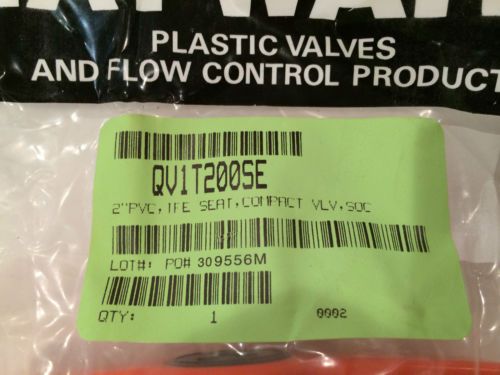 PLASTIC VALVES
AND FLOW CONTROL PRODUCT
QV1T200SE
2"PVC,TFE SEAT,COMPACT VLV,SOC
LOT#: PO# 309556M
QTY: 1 0002